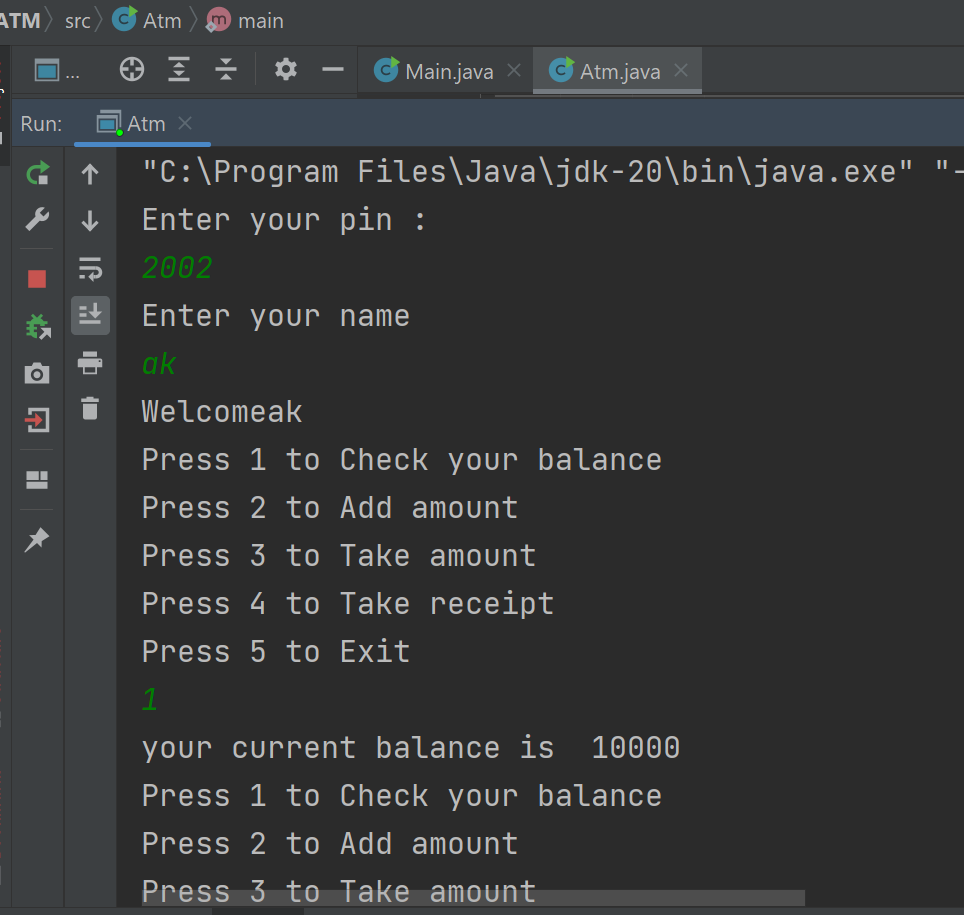 ATM src Atm main
... Main.java Atm.java
Run: Atm
"C:\Program Files\Java\jdk-20\bin\java.exe" "-
Enter your pin :
2002
Enter your name
ak
Welcomeak
Press 1 to Check your balance
Press 2 to Add amount
Press 3 to Take amount
Press 4 to Take receipt
Press 5 to Exit
1
your current balance is  10000
Press 1 to Check your balance
Press 2 to Add amount
Press 3 to Take amount